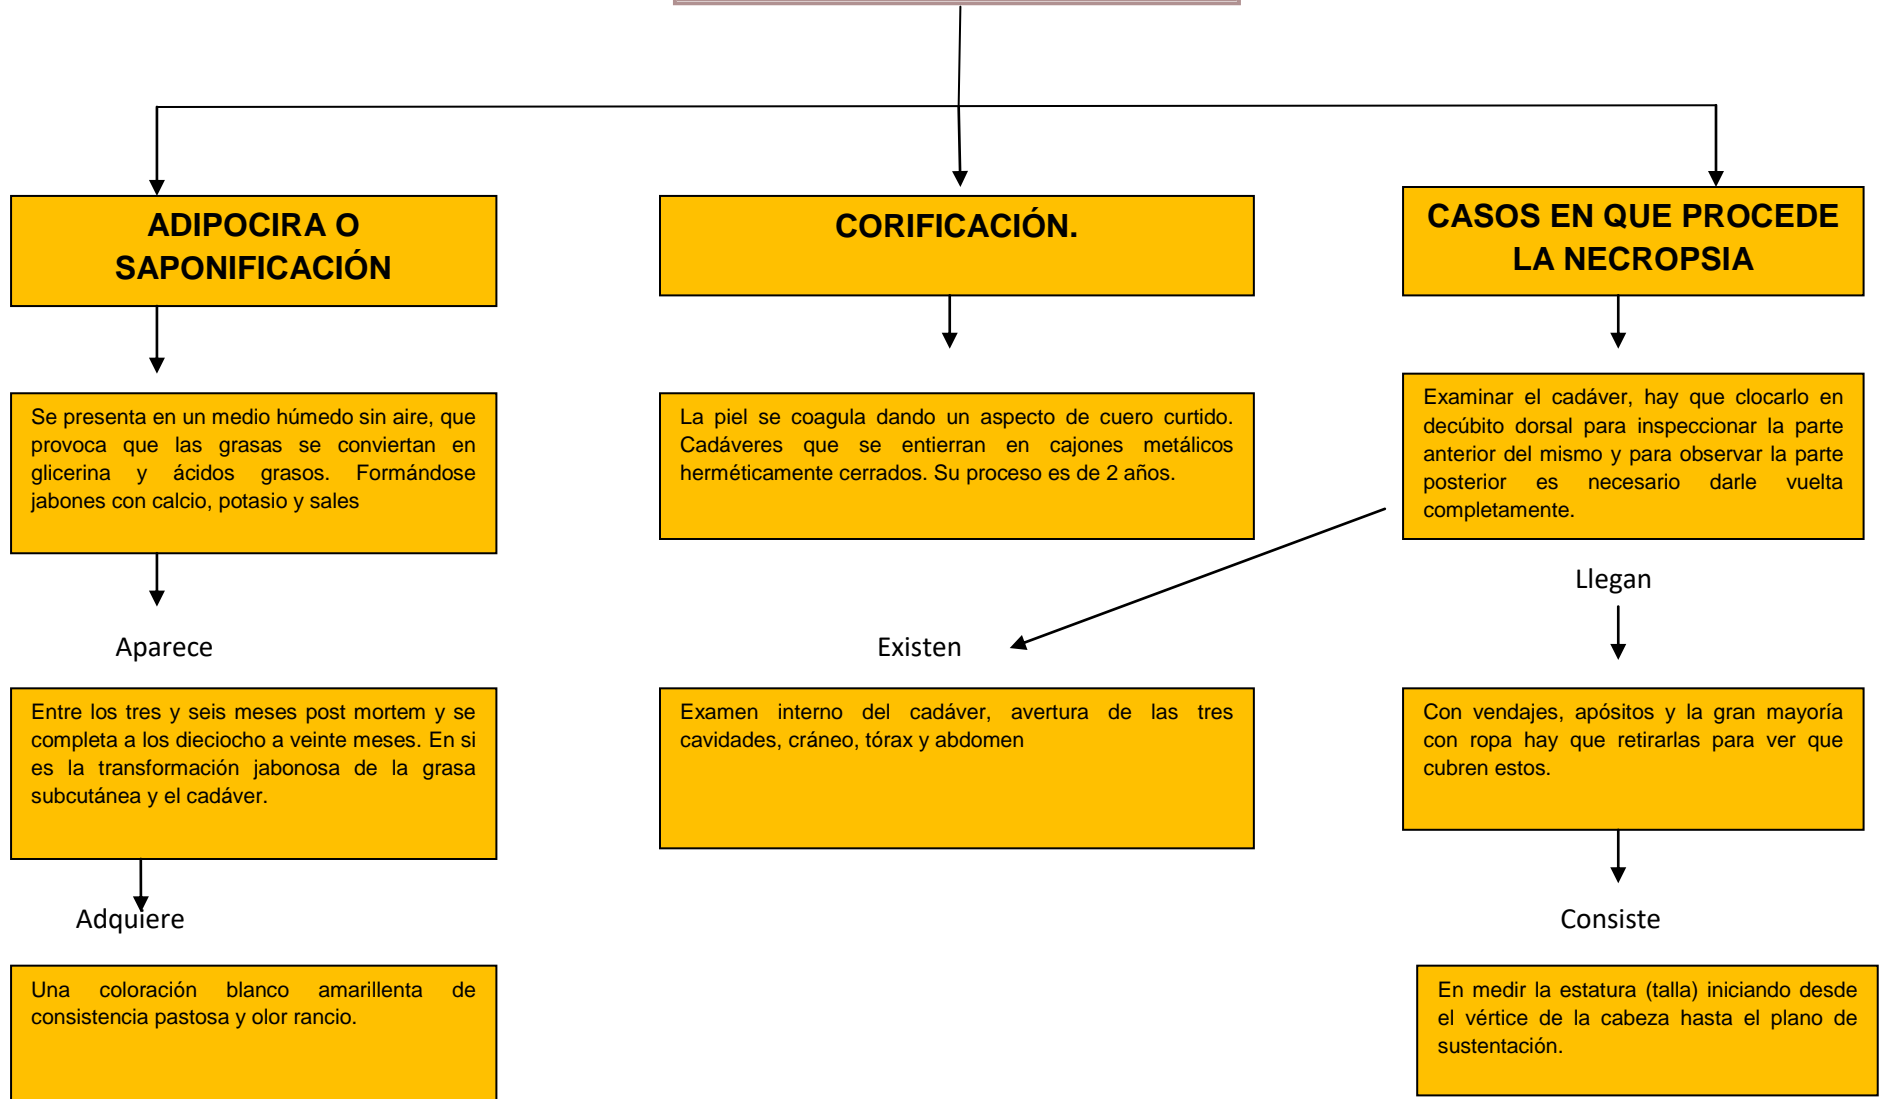 ADIPOCIRA O
SAPONIFICACIÓN
CORIFICACIÓN.
CASOS EN QUE PROCEDE
LA NECROPSIA
Se presenta en un medio húmedo sin aire, que
provoca que las grasas se conviertan en
glicerina y ácidos grasos. Formándose
jabones con calcio, potasio y sales
La piel se coagula dando un aspecto de cuero curtido.
Cadáveres que se entierran en cajones metálicos
herméticamente cerrados. Su proceso es de 2 años.
Examinar el cadáver, hay que clocarlo en
decúbito dorsal para inspeccionar la parte
anterior del mismo y para observar la parte
posterior es necesario darle vuelta
completamente.
Aparece
Existen
Llegan
Entre los tres y seis meses post mortem y se
completa a los dieciocho a veinte meses. En si
es la transformación jabonosa de la grasa
subcutánea y el cadáver.
Examen interno del cadáver, avertura de las tres
cavidades, cráneo, tórax y abdomen
Con vendajes, apósitos y la gran mayoría
con ropa hay que retirarlas para ver que
cubren estos.
Adquiere
Consiste
Una coloración blanco amarillenta de
consistencia pastosa y olor rancio.
En medir la estatura (talla) iniciando desde
el vértice de la cabeza hasta el plano de
sustentación.